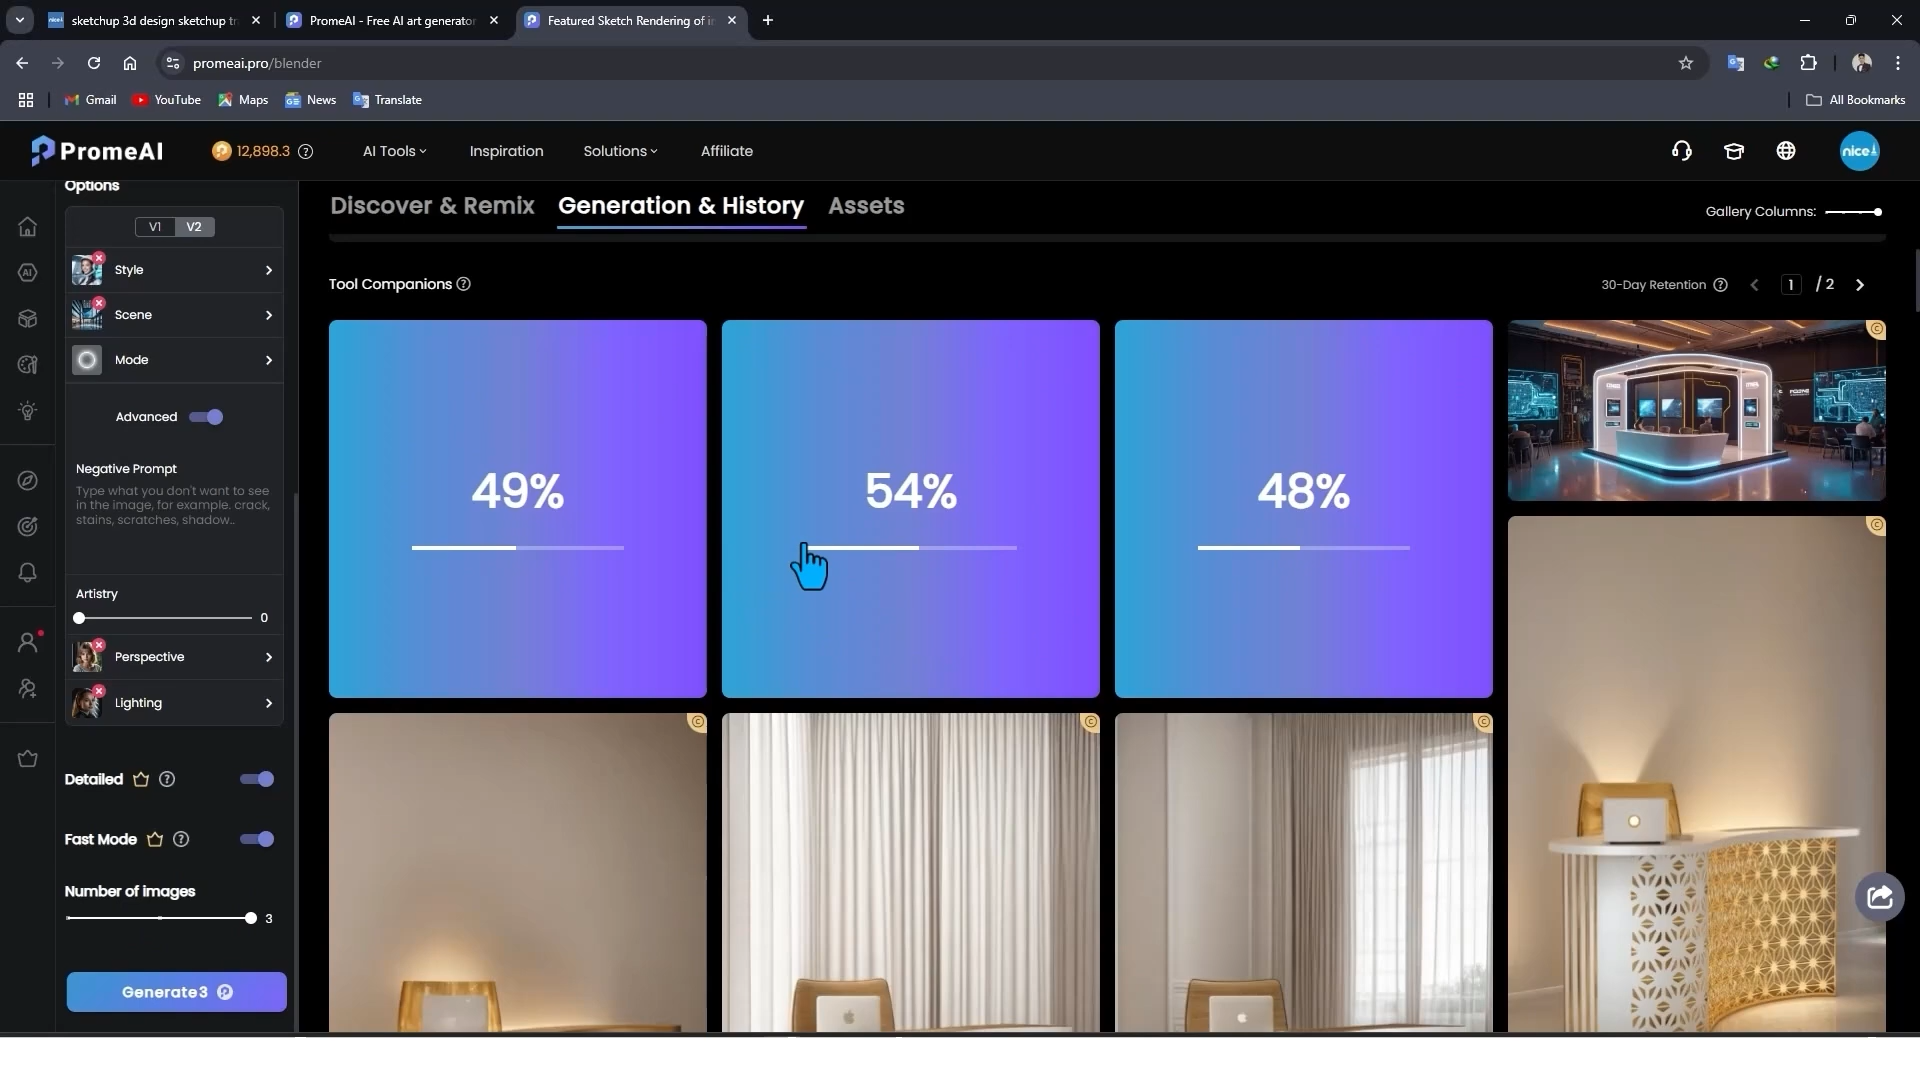 sketchup 3d design sketchup tr
PromeAI - Free AI art generator
Featured Sketch Rendering of i
promeai.pro/blender
Gmail
YouTube
Maps
News
Translate
All Bookmarks
PromeAI
12,898.3
AI Tools
Inspiration
Solutions
Affiliate
nice
Options
V1
V2
Style
Scene
Mode
Advanced
Negative Prompt
Type what you don't want to see
in the image, for example. crack,
stains, scratches, shadow..
Artistry
0
Perspective
Lighting
Detailed
Fast Mode
Number of images
3
Generate3
Discover & Remix
Generation & History
Assets
Gallery Columns:
Tool Companions
30-Day Retention
1
/ 2
49%
54%
48%